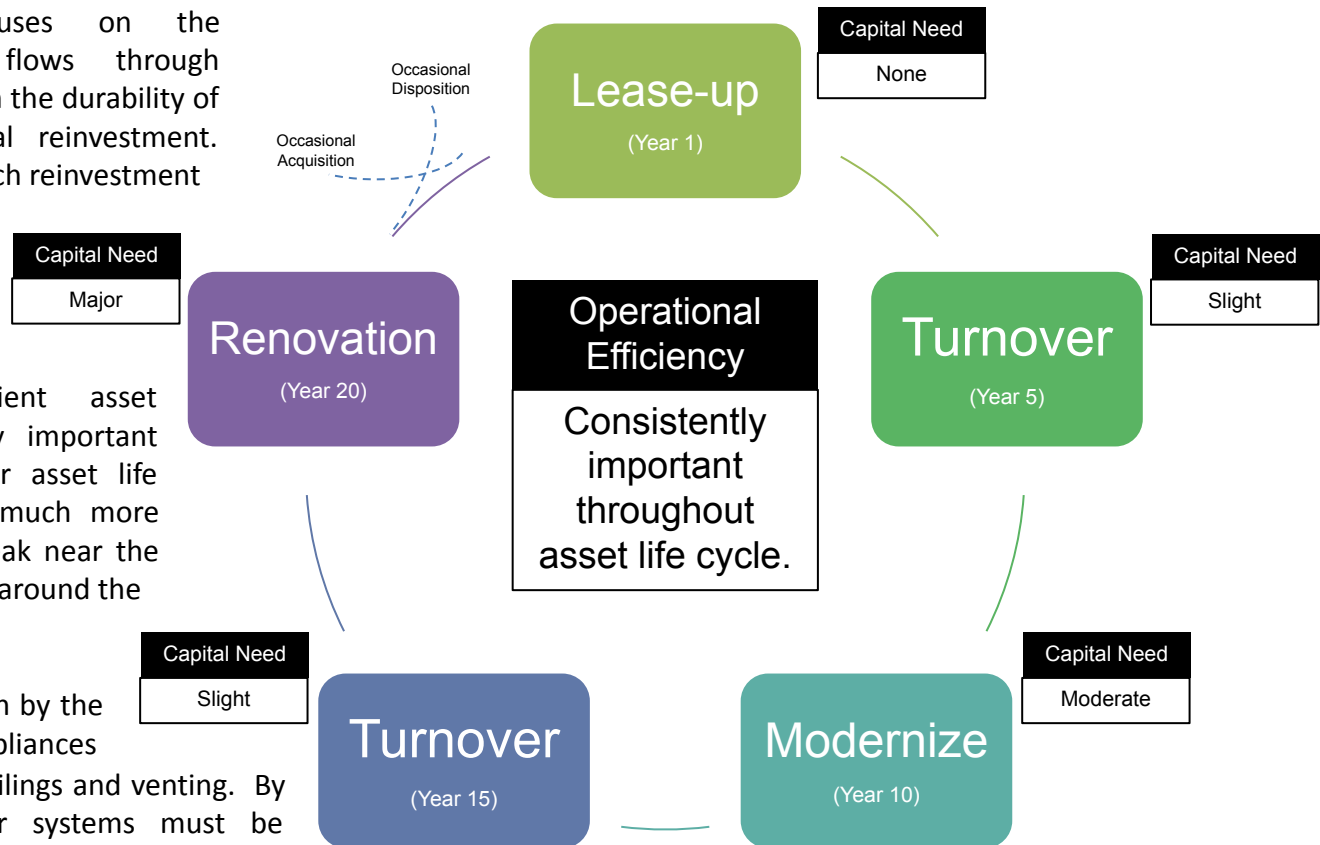 uses on the
flows through
the durability of
al reinvestment.
ch reinvestment
ient asset
important
r asset life
much more
ak near the
around the
by the
pliances
ilings and venting. By
r systems must be
Occasional
Disposition
Occasional
Acquisition
Lease-up
(Year 1)
Capital Need
None
Turnover
(Year 5)
Capital Need
Slight
Modernize
(Year 10)
Capital Need
Moderate
Turnover
(Year 15)
Capital Need
Slight
Renovation
(Year 20)
Capital Need
Major
Operational
Efficiency
Consistently
important
throughout
asset life cycle.